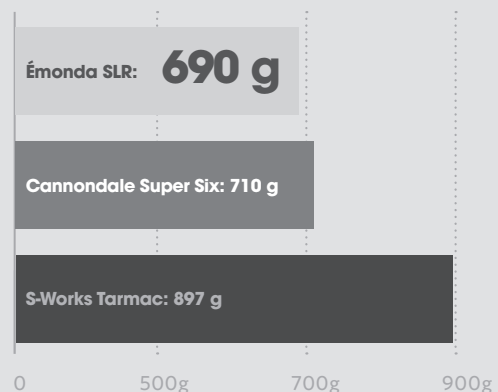 Émonda SLR: 690 g
Cannondale Super Six: 710 g
S-Works Tarmac: 897 g
0 500g 700g 900g